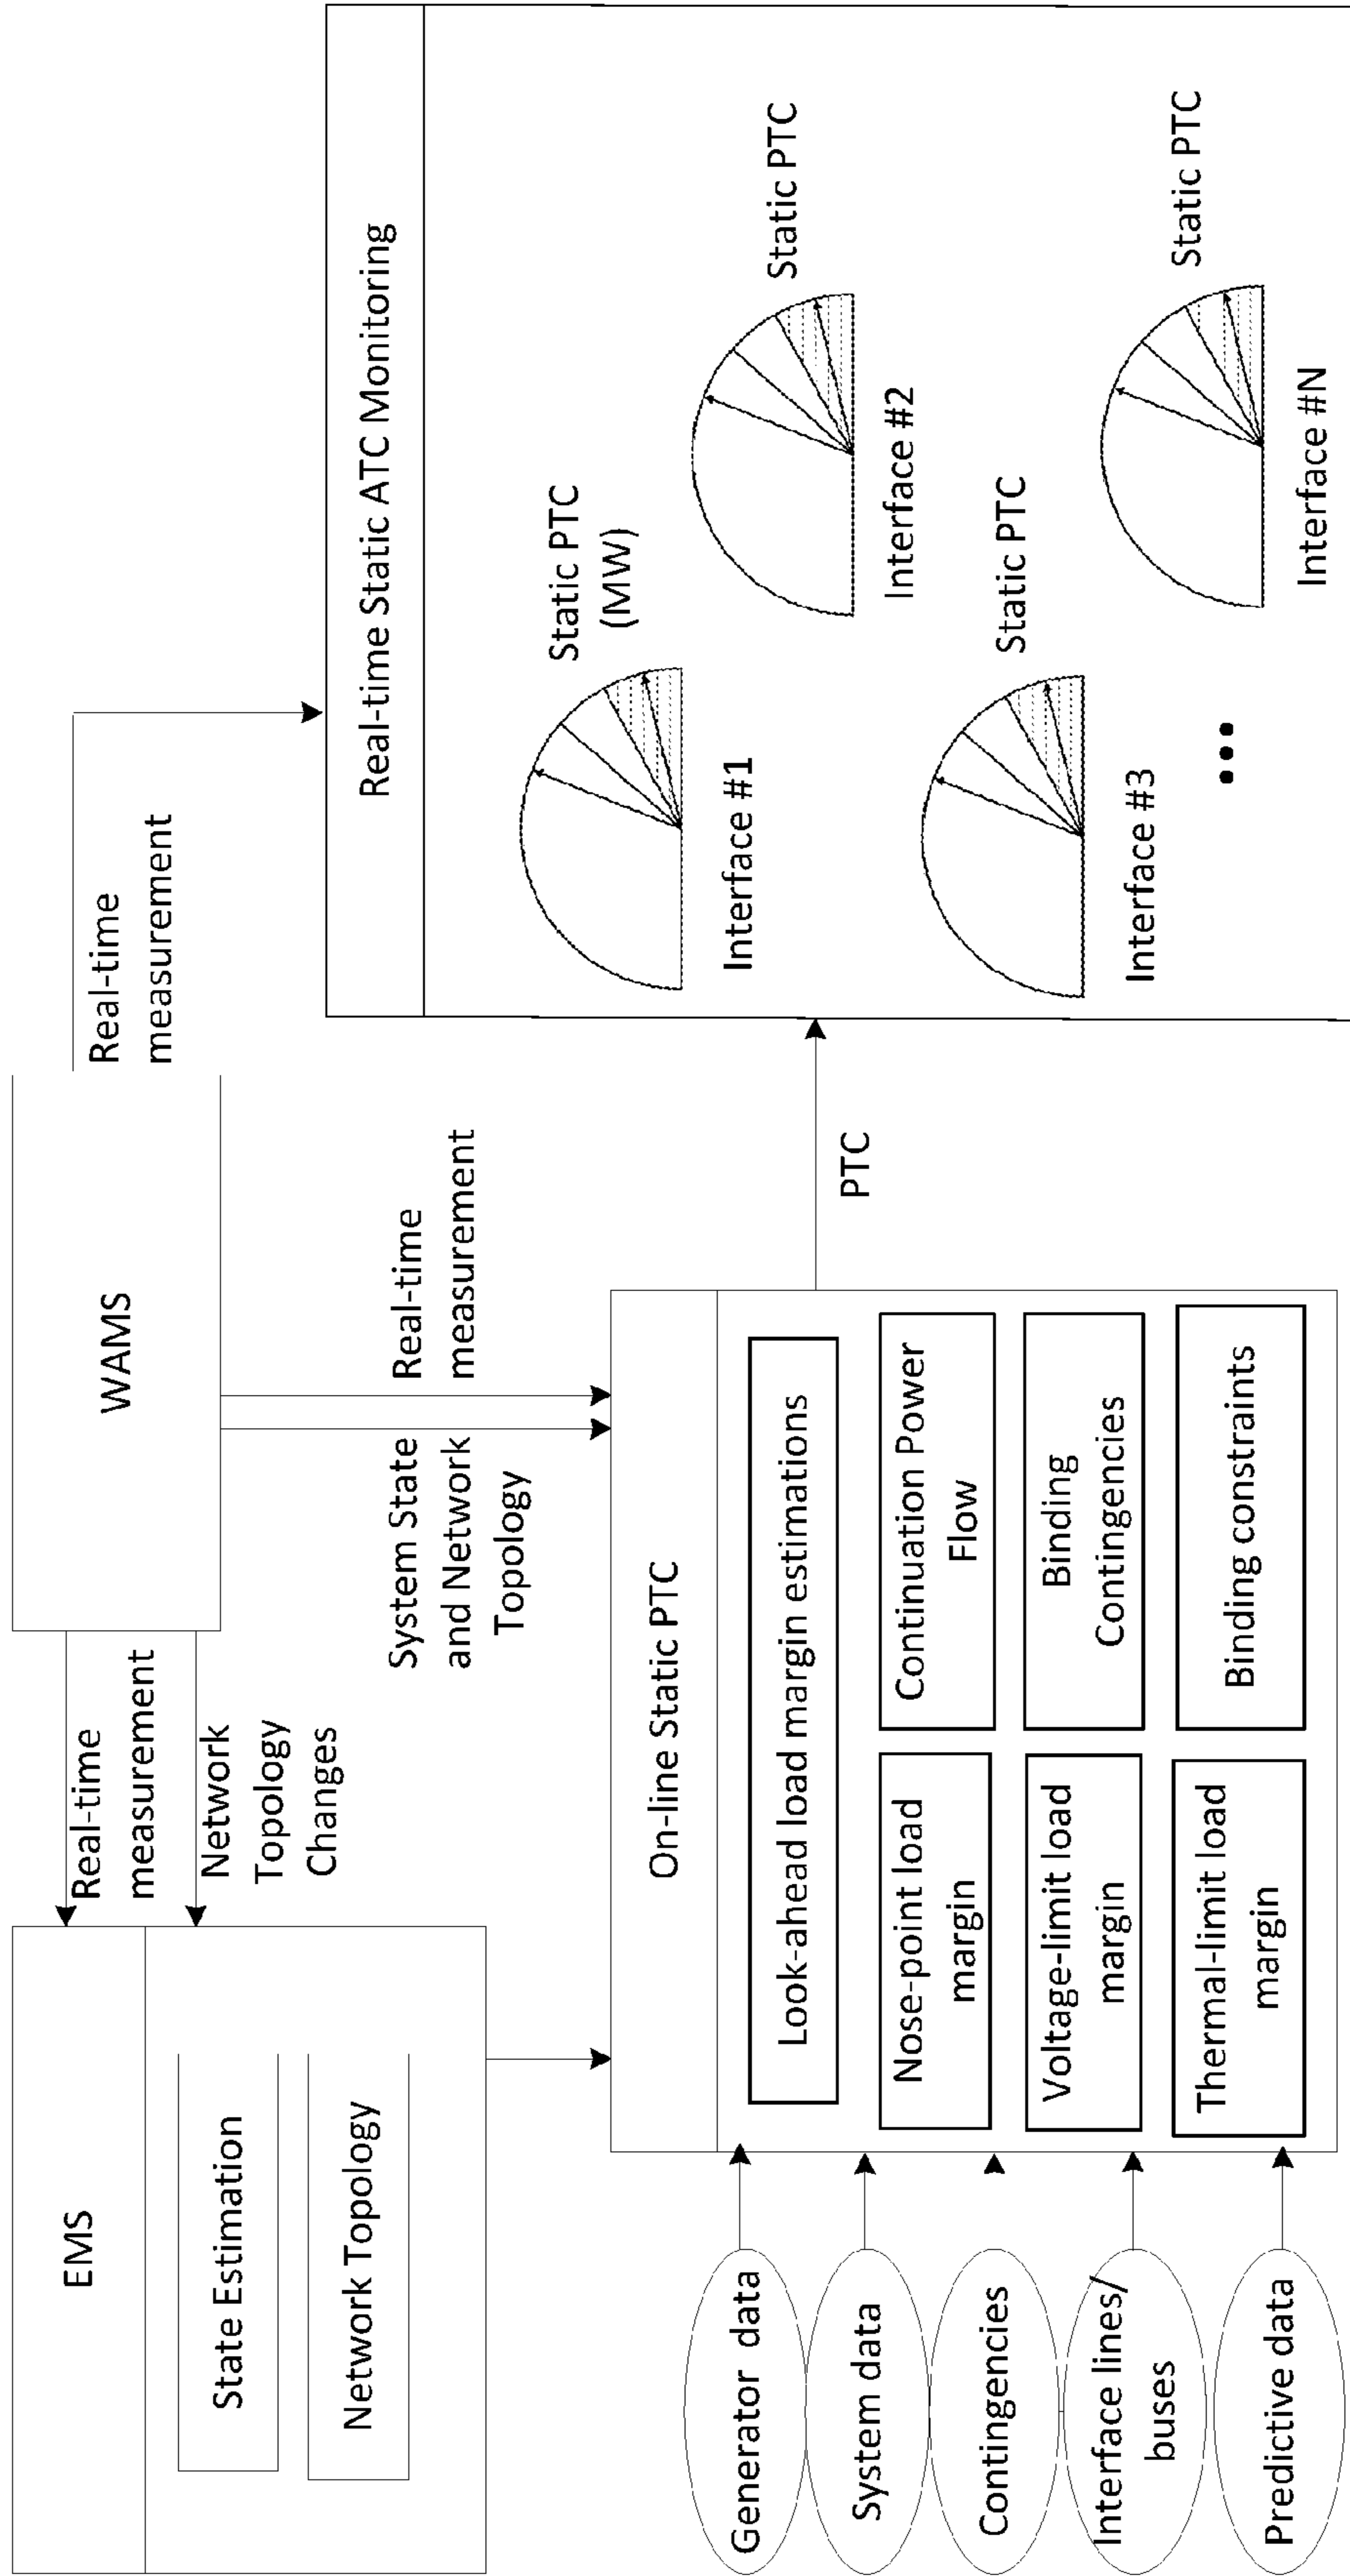 EMS
State Estimation
Network Topology
Real-time
measurement
Network
Topology
Changes
WAMS
Real-time
measurement
System State
and Network
Topology
Real-time
measurement
Generator data
System data
Contingencies
Interface lines/
buses
Predictive data
On-line Static PTC
Look-ahead load margin estimations
Nose-point load
margin
Continuation Power
Flow
Voltage-limit load
margin
Binding
Contingencies
Thermal-limit load
margin
Binding constraints
PTC
Real-time Static ATC Monitoring
Static PTC
(MW)
Interface #1
Static PTC
Interface #2
Static PTC
Interface #3
Static PTC
Interface #N
•••